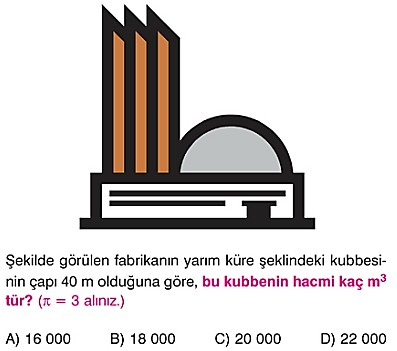 Şekilde görülen fabrikanın yarım küre şeklindeki kubbesi-
nin çapı 40 m olduğuna göre, bu kubbenin hacmi kaç m³
tür? (π = 3 alınız.)
A) 16 000 B) 18 000 C) 20 000 D) 22 000